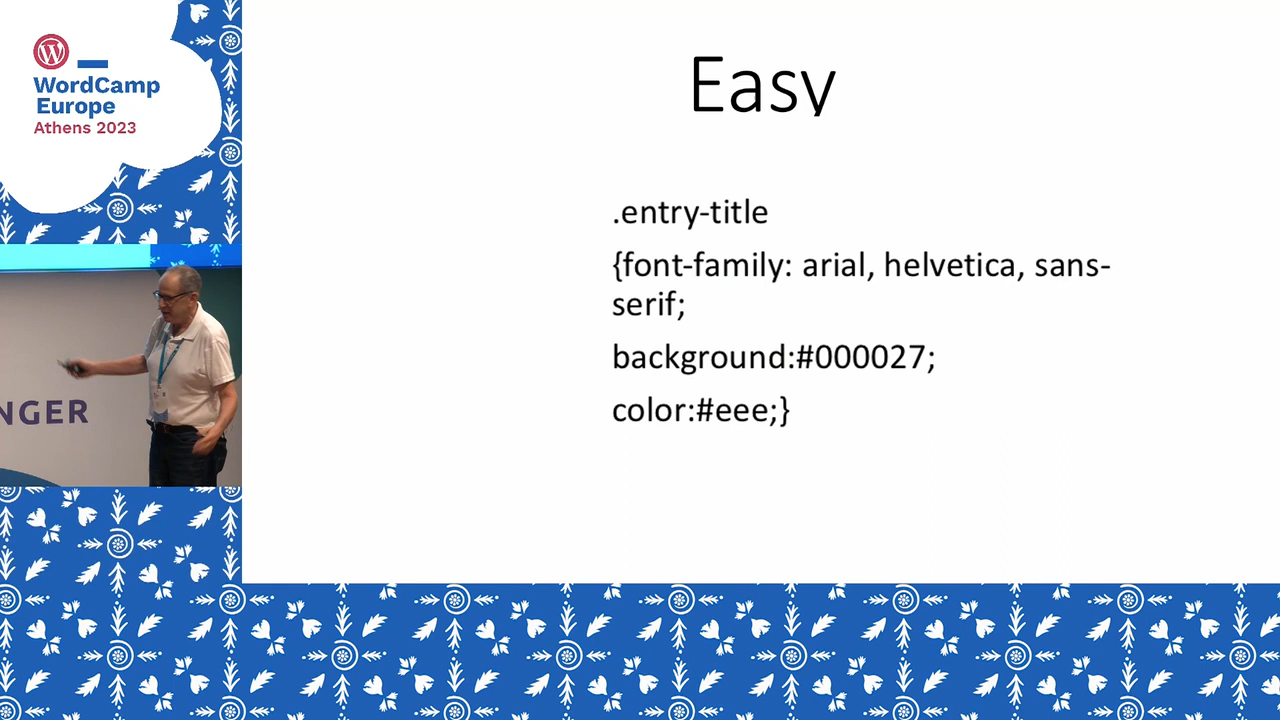 WordCamp
Europe
Athens 2023
NGER
Easy
.entry-title
{font-family: arial, helvetica, sans-
serif;
background:#000027;
color:#eee;}